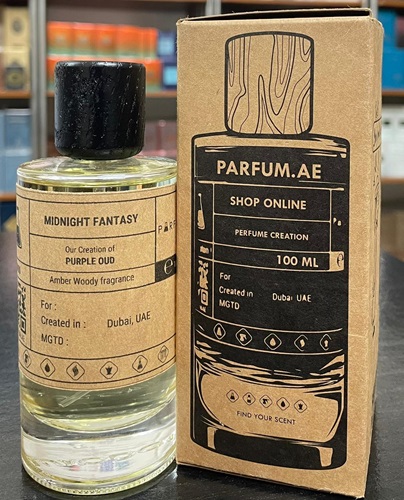 MIDNIGHT FANTASY
Our Creation of
PURPLE OUD
Amber Woody fragrance
For :
Created in : Dubai, UAE
MGTD :
PARFUM.AE
SHOP ONLINE
PERFUME CREATION
100 ML
For
Created in Dubai UAE
MGTD
FIND YOUR SCENT